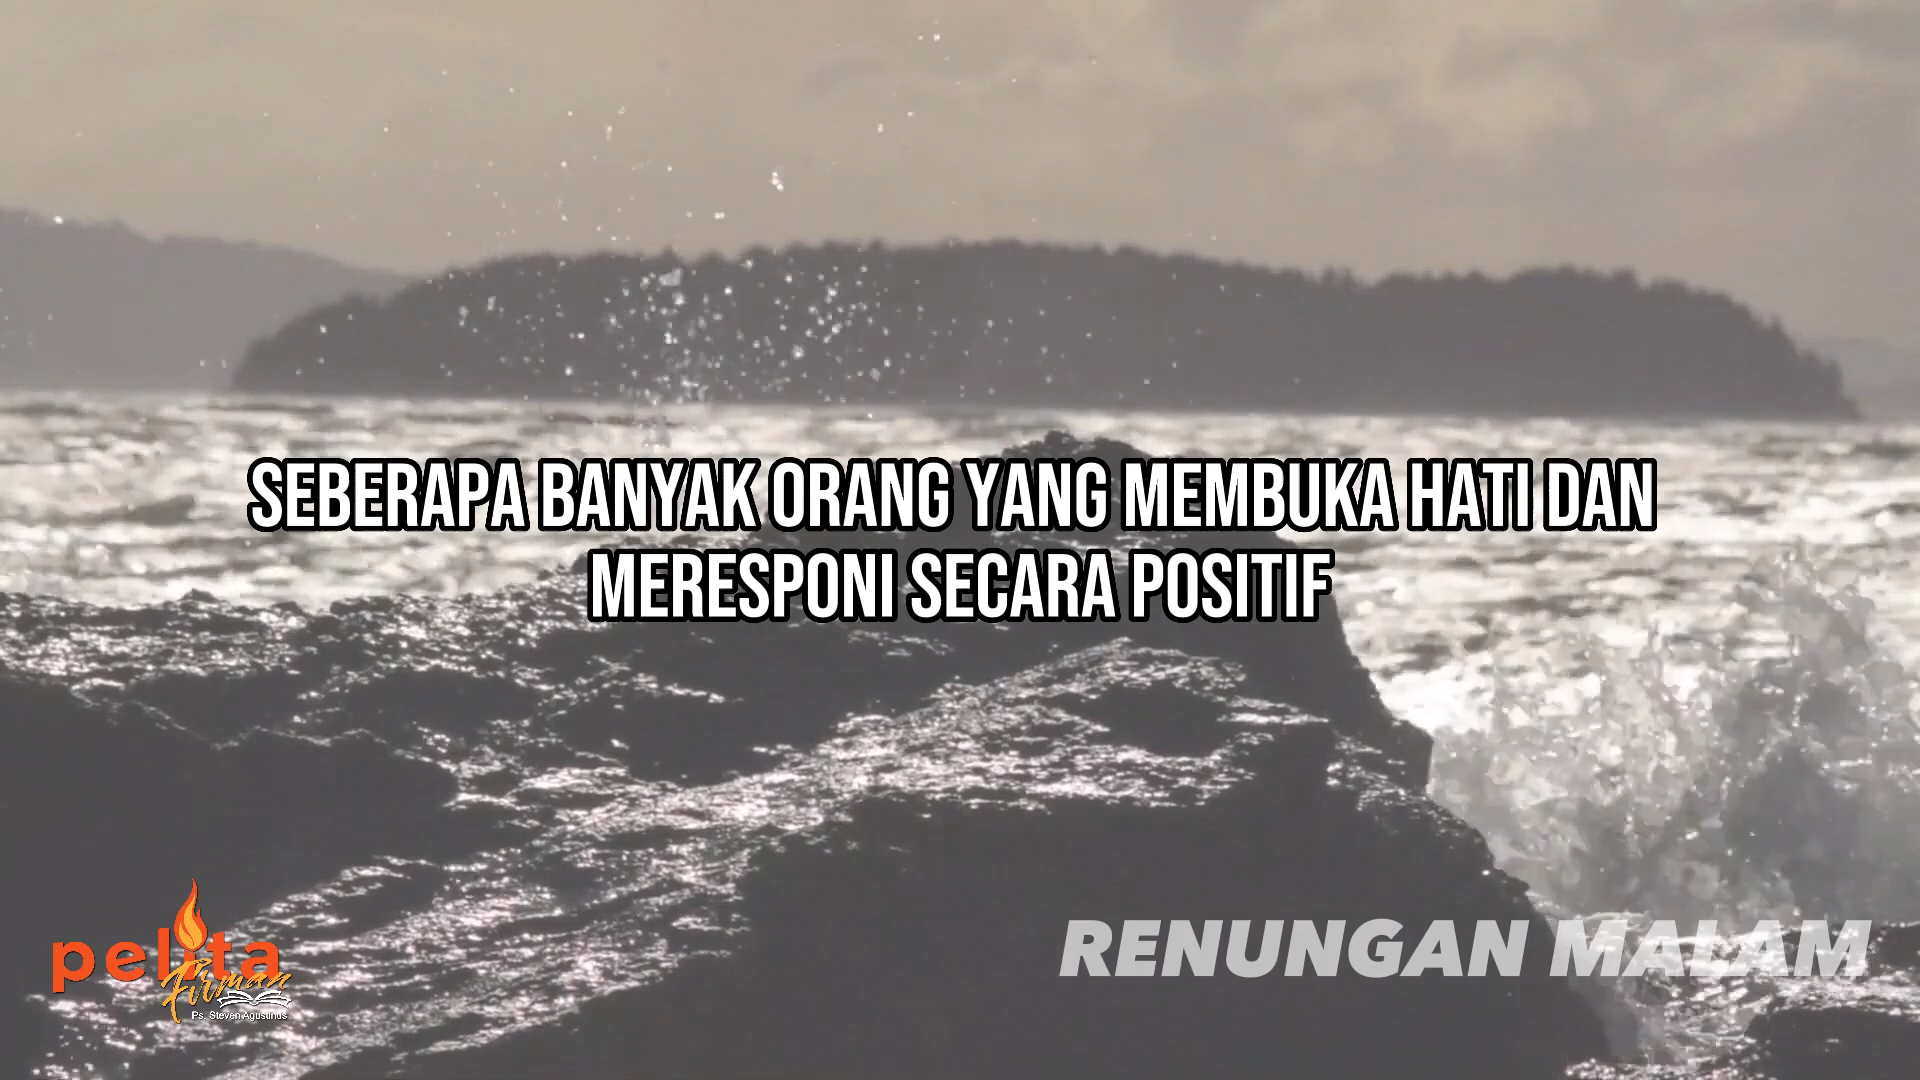 SEBERAPA BANYAK ORANG YANG MEMBUKA HATI DAN
MERESPONI SECARA POSITIF
pelita
Firman
Ps. Steven Agustinus
RENUNGAN MALAM